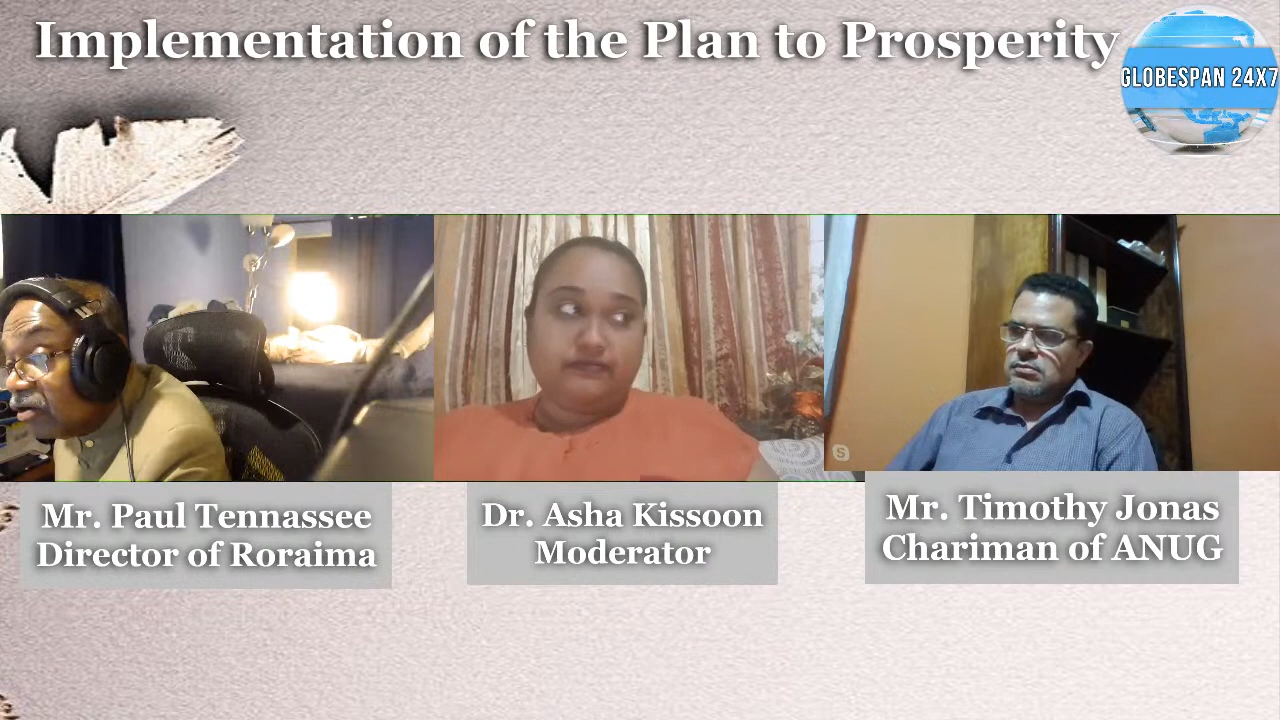 Implementation of the Plan to Prosperity
GLOBESPAN 24X7
Mr. Paul Tennassee
Director of Roraima
Dr. Asha Kissoon
Moderator
Mr. Timothy Jonas
Chariman of ANUG